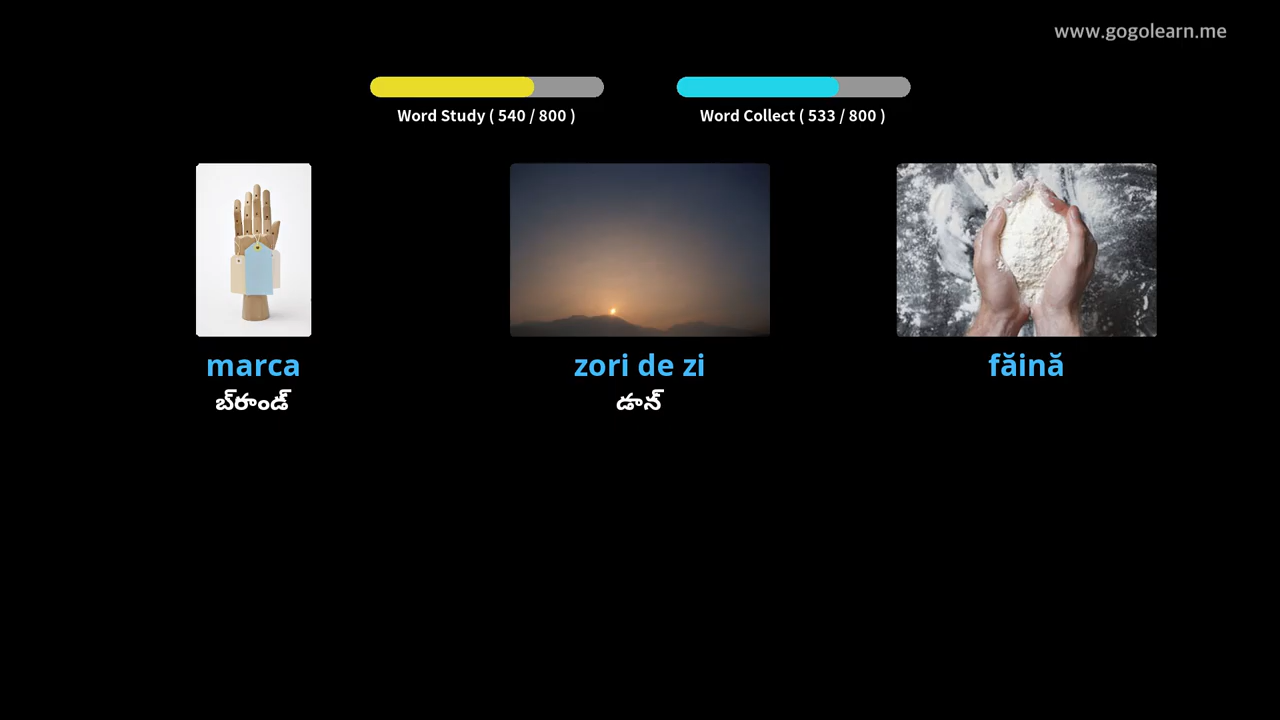 www.gogolearn.me
Word Study ( 540 / 800 )
Word Collect ( 533 / 800 )
marca
zori de zi
făină
బ్‌రాండ్
డాన్